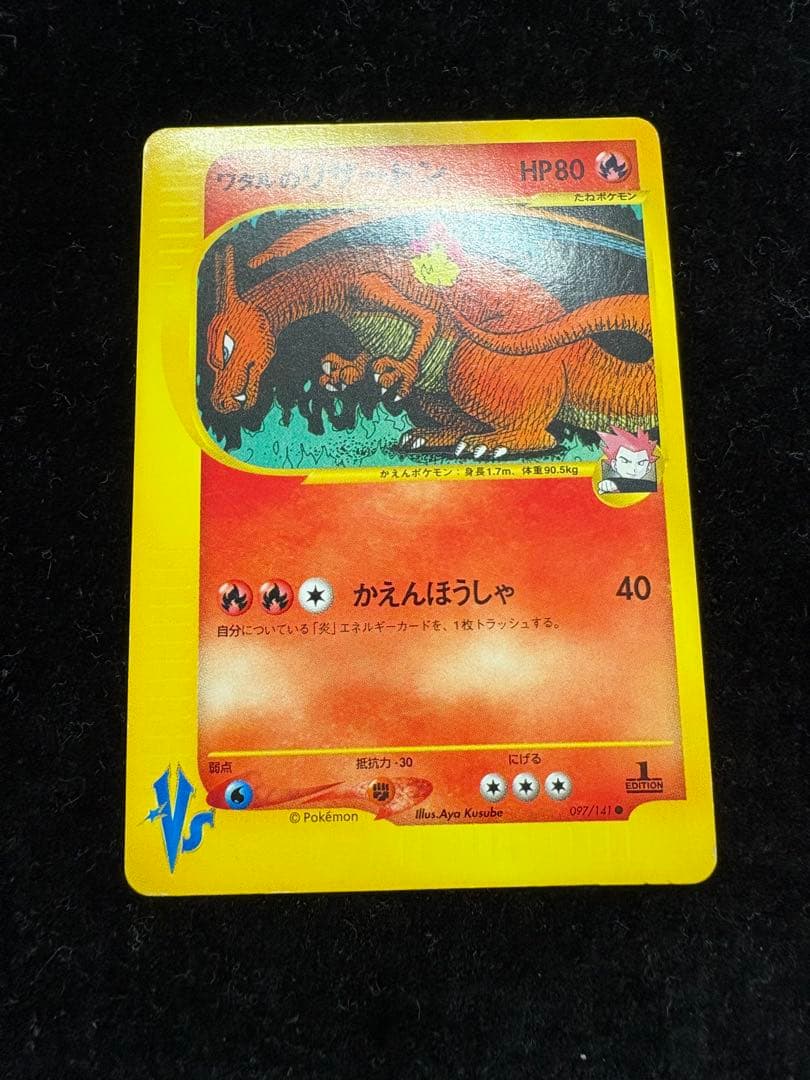 ワタルのリザードン HP80
たねポケモン
かえんポケモン：身長1.7m、体重90.5kg
かえんほうしゃ 40
自分についている「炎」エネルギーカードを、1枚トラッシュする。
弱点 抵抗力-30 にげる
1
EDITION
VS
© Pokémon Illus.Aya Kusube 097/141 ●